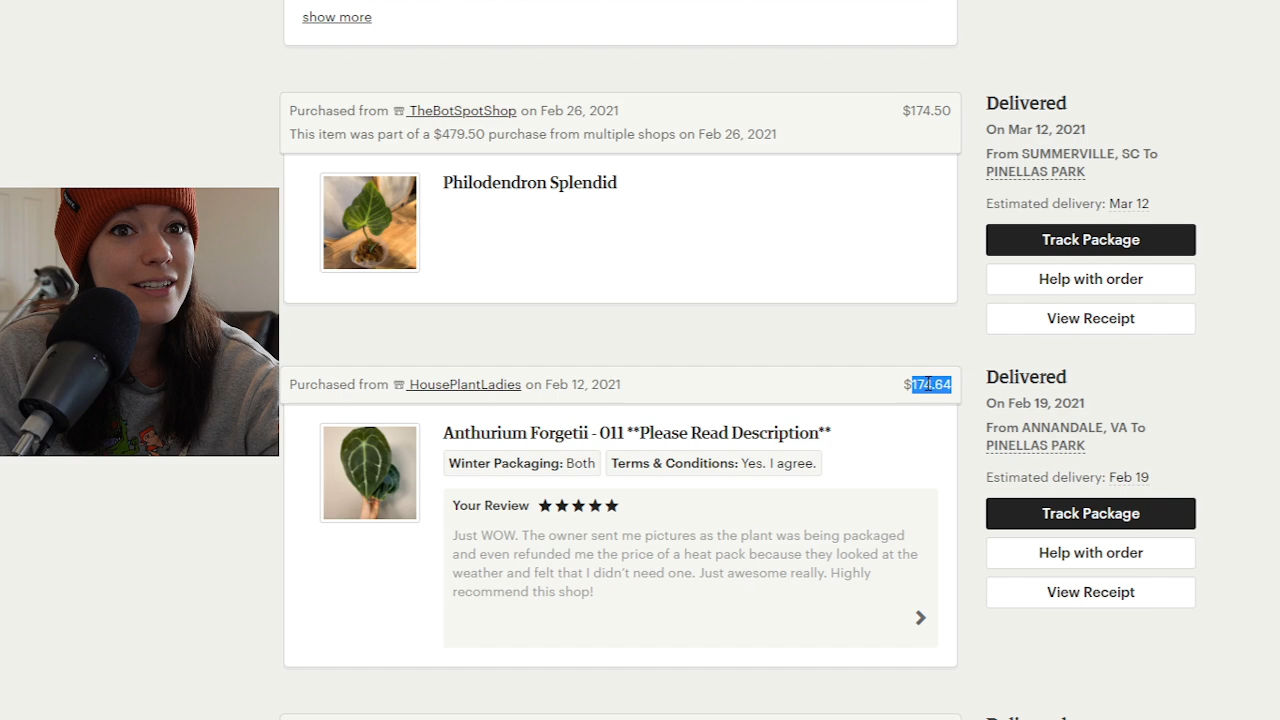 show more
Purchased from TheBotSpotShop on Feb 26, 2021
$174.50
This item was part of a $479.50 purchase from multiple shops on Feb 26, 2021
Philodendron Splendid
Delivered
On Mar 12, 2021
From SUMMERVILLE, SC To
PINELLAS PARK
Estimated delivery: Mar 12
Track Package
Help with order
View Receipt
Purchased from HousePlantLadies on Feb 12, 2021
$174.64
Anthurium Forgetii - 011 **Please Read Description**
Winter Packaging: Both
Terms & Conditions: Yes. I agree.
Your Review ★★★★★
Just WOW. The owner sent me pictures as the plant was being packaged
and even refunded me the price of a heat pack because they looked at the
weather and felt that I didn't need one. Just awesome really. Highly
recommend this shop!
Delivered
On Feb 19, 2021
From ANNANDALE, VA To
PINELLAS PARK
Estimated delivery: Feb 19
Track Package
Help with order
View Receipt